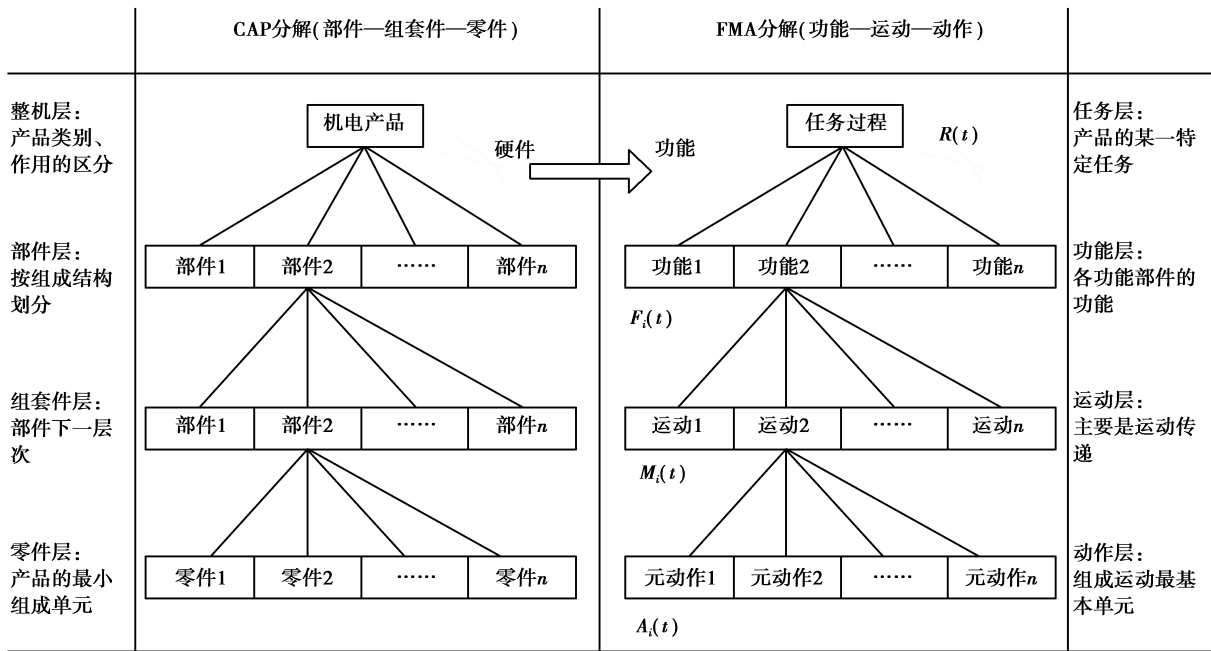 CAP分解(部件—组套件—零件)
FMA分解(功能—运动—动作)
整机层：
产品类别、
作用的区分
机电产品
硬件
功能
任务过程
R(t)
任务层：
产品的某一特
定任务
部件层：
按组成结构
划分
部件1 部件2 …… 部件n
功能1 功能2 …… 功能n
F_i(t)
功能层：
各功能部件的
功能
组套件层：
部件下一层
次
部件1 部件2 …… 部件n
运动1 运动2 …… 运动n
M_i(t)
运动层：
主要是运动传
递
零件层：
产品的最小
组成单元
零件1 零件2 …… 零件n
元动作1 元动作2 …… 元动作n
A_i(t)
动作层：
组成运动最基
本单元